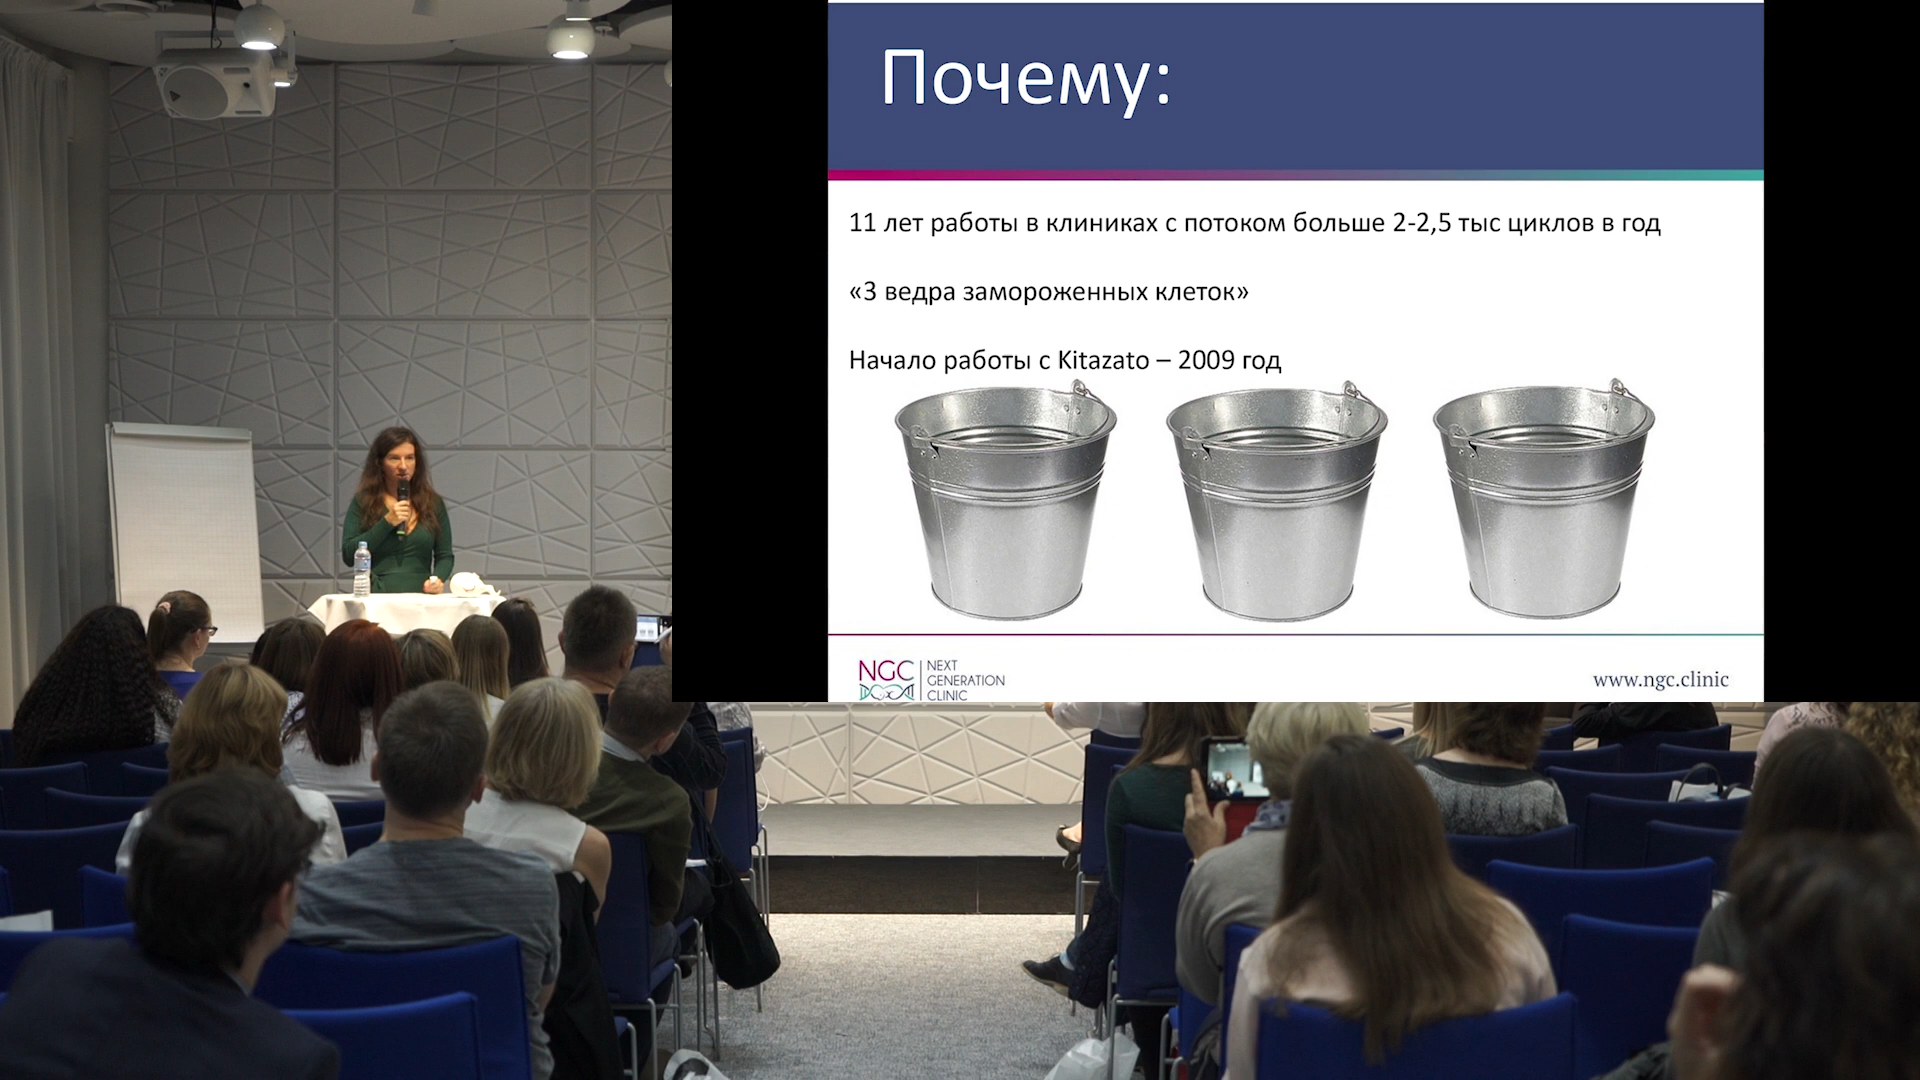 Почему:
11 лет работы в клиниках с потоком больше 2-2,5 тыс циклов в год
«3 ведра замороженных клеток»
Начало работы с Kitazato – 2009 год
NGC
NEXT
GENERATION
CLINIC
www.ngc.clinic